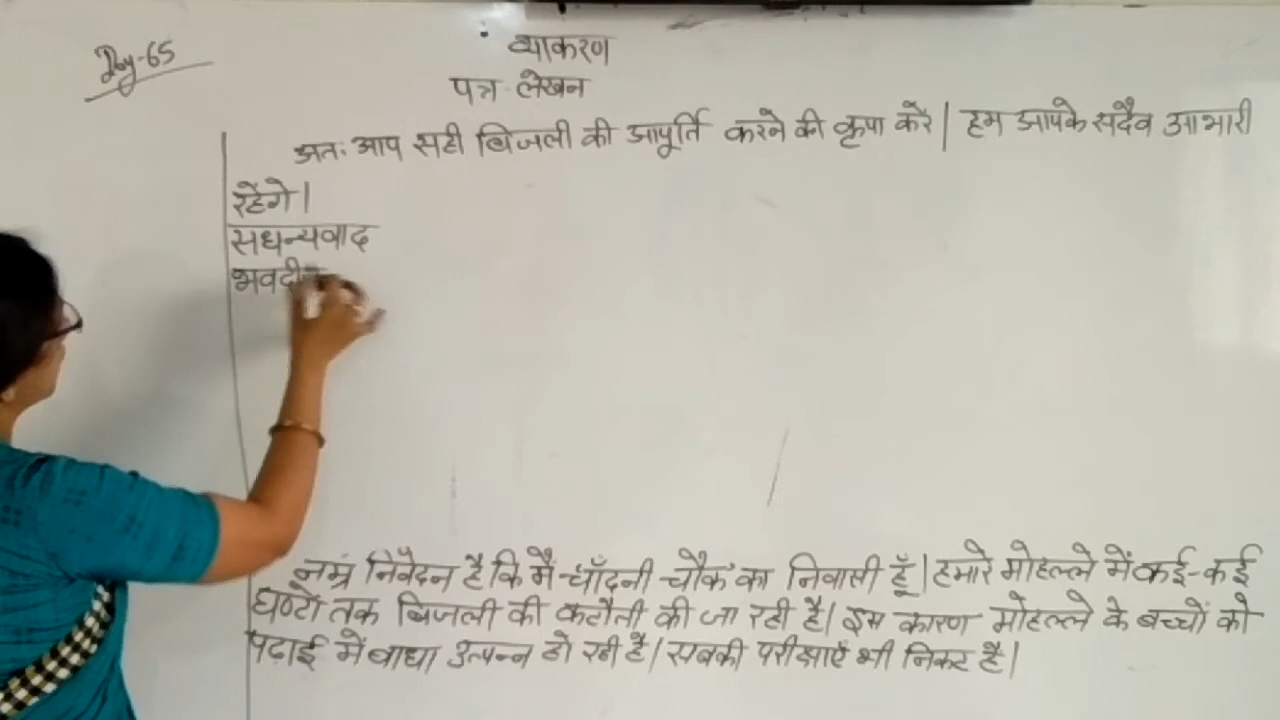 Day-65
व्याकरण
पत्र लेखन
अतः आप सही बिजली की आपूर्ति करने की कृपा करें। हम आपके सदैव आभारी
रहेंगे।
सधन्यवाद
भवदी
नम्रं निवेदन है कि मैं चाँदनी चौक का निवासी हूँ। हमारे मोहल्ले में कई-कई
घण्टों तक बिजली की कटौती की जा रही है। इस कारण मोहल्ले के बच्चों को
पढाई में बाधा उत्पन्न हो रही है। सबकी परीक्षाएँ भी निकट है।